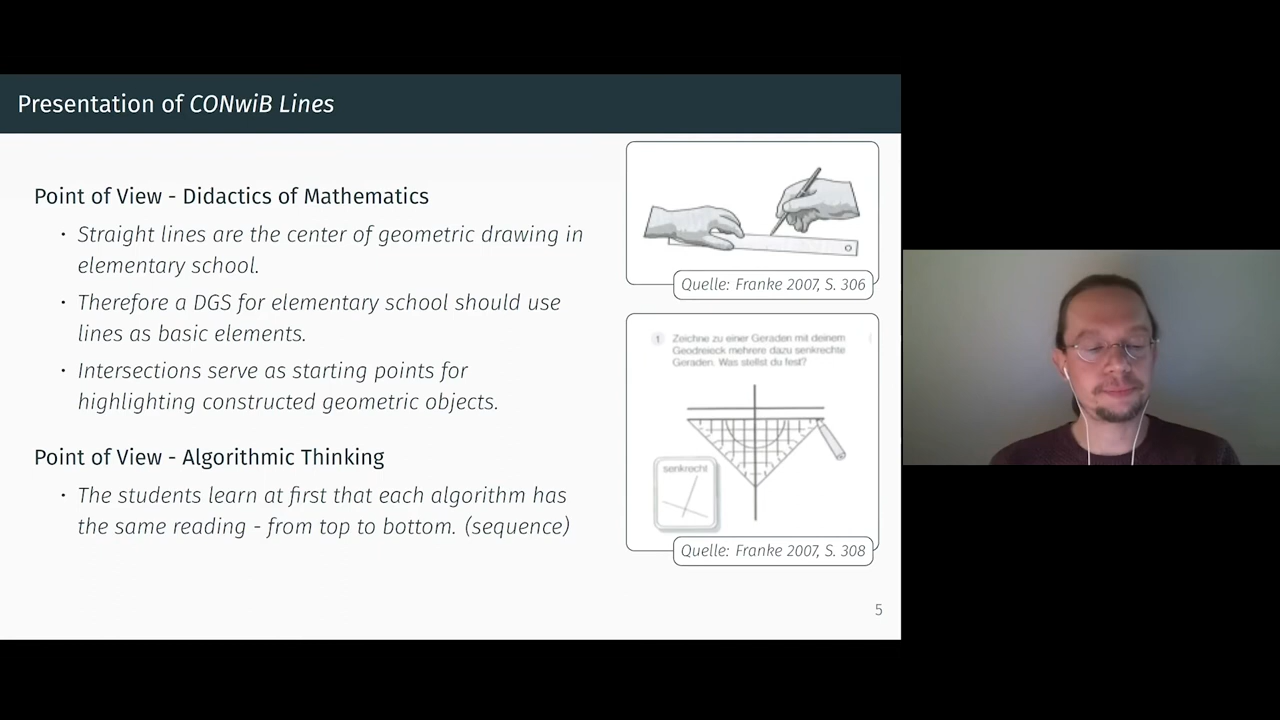 Presentation of CONwiB Lines
Point of View - Didactics of Mathematics
· Straight lines are the center of geometric drawing in
elementary school.
· Therefore a DGS for elementary school should use
lines as basic elements.
· Intersections serve as starting points for
highlighting constructed geometric objects.
Point of View - Algorithmic Thinking
· The students learn at first that each algorithm has
the same reading - from top to bottom. (sequence)
Quelle: Franke 2007, S. 306
1 Zeichne zu einer Geraden mit deinem
Geodreieck mehrere dazu senkrechte
Geraden. Was stellst du fest?
senkrecht
Quelle: Franke 2007, S. 308
5